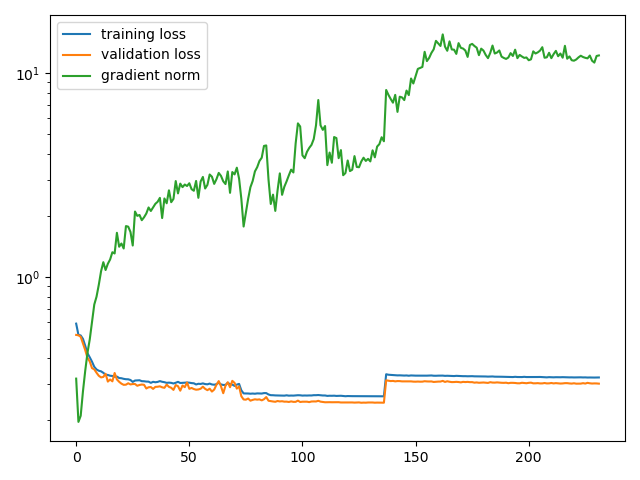 training loss
validation loss
gradient norm
10¹
10⁰
0 50 100 150 200